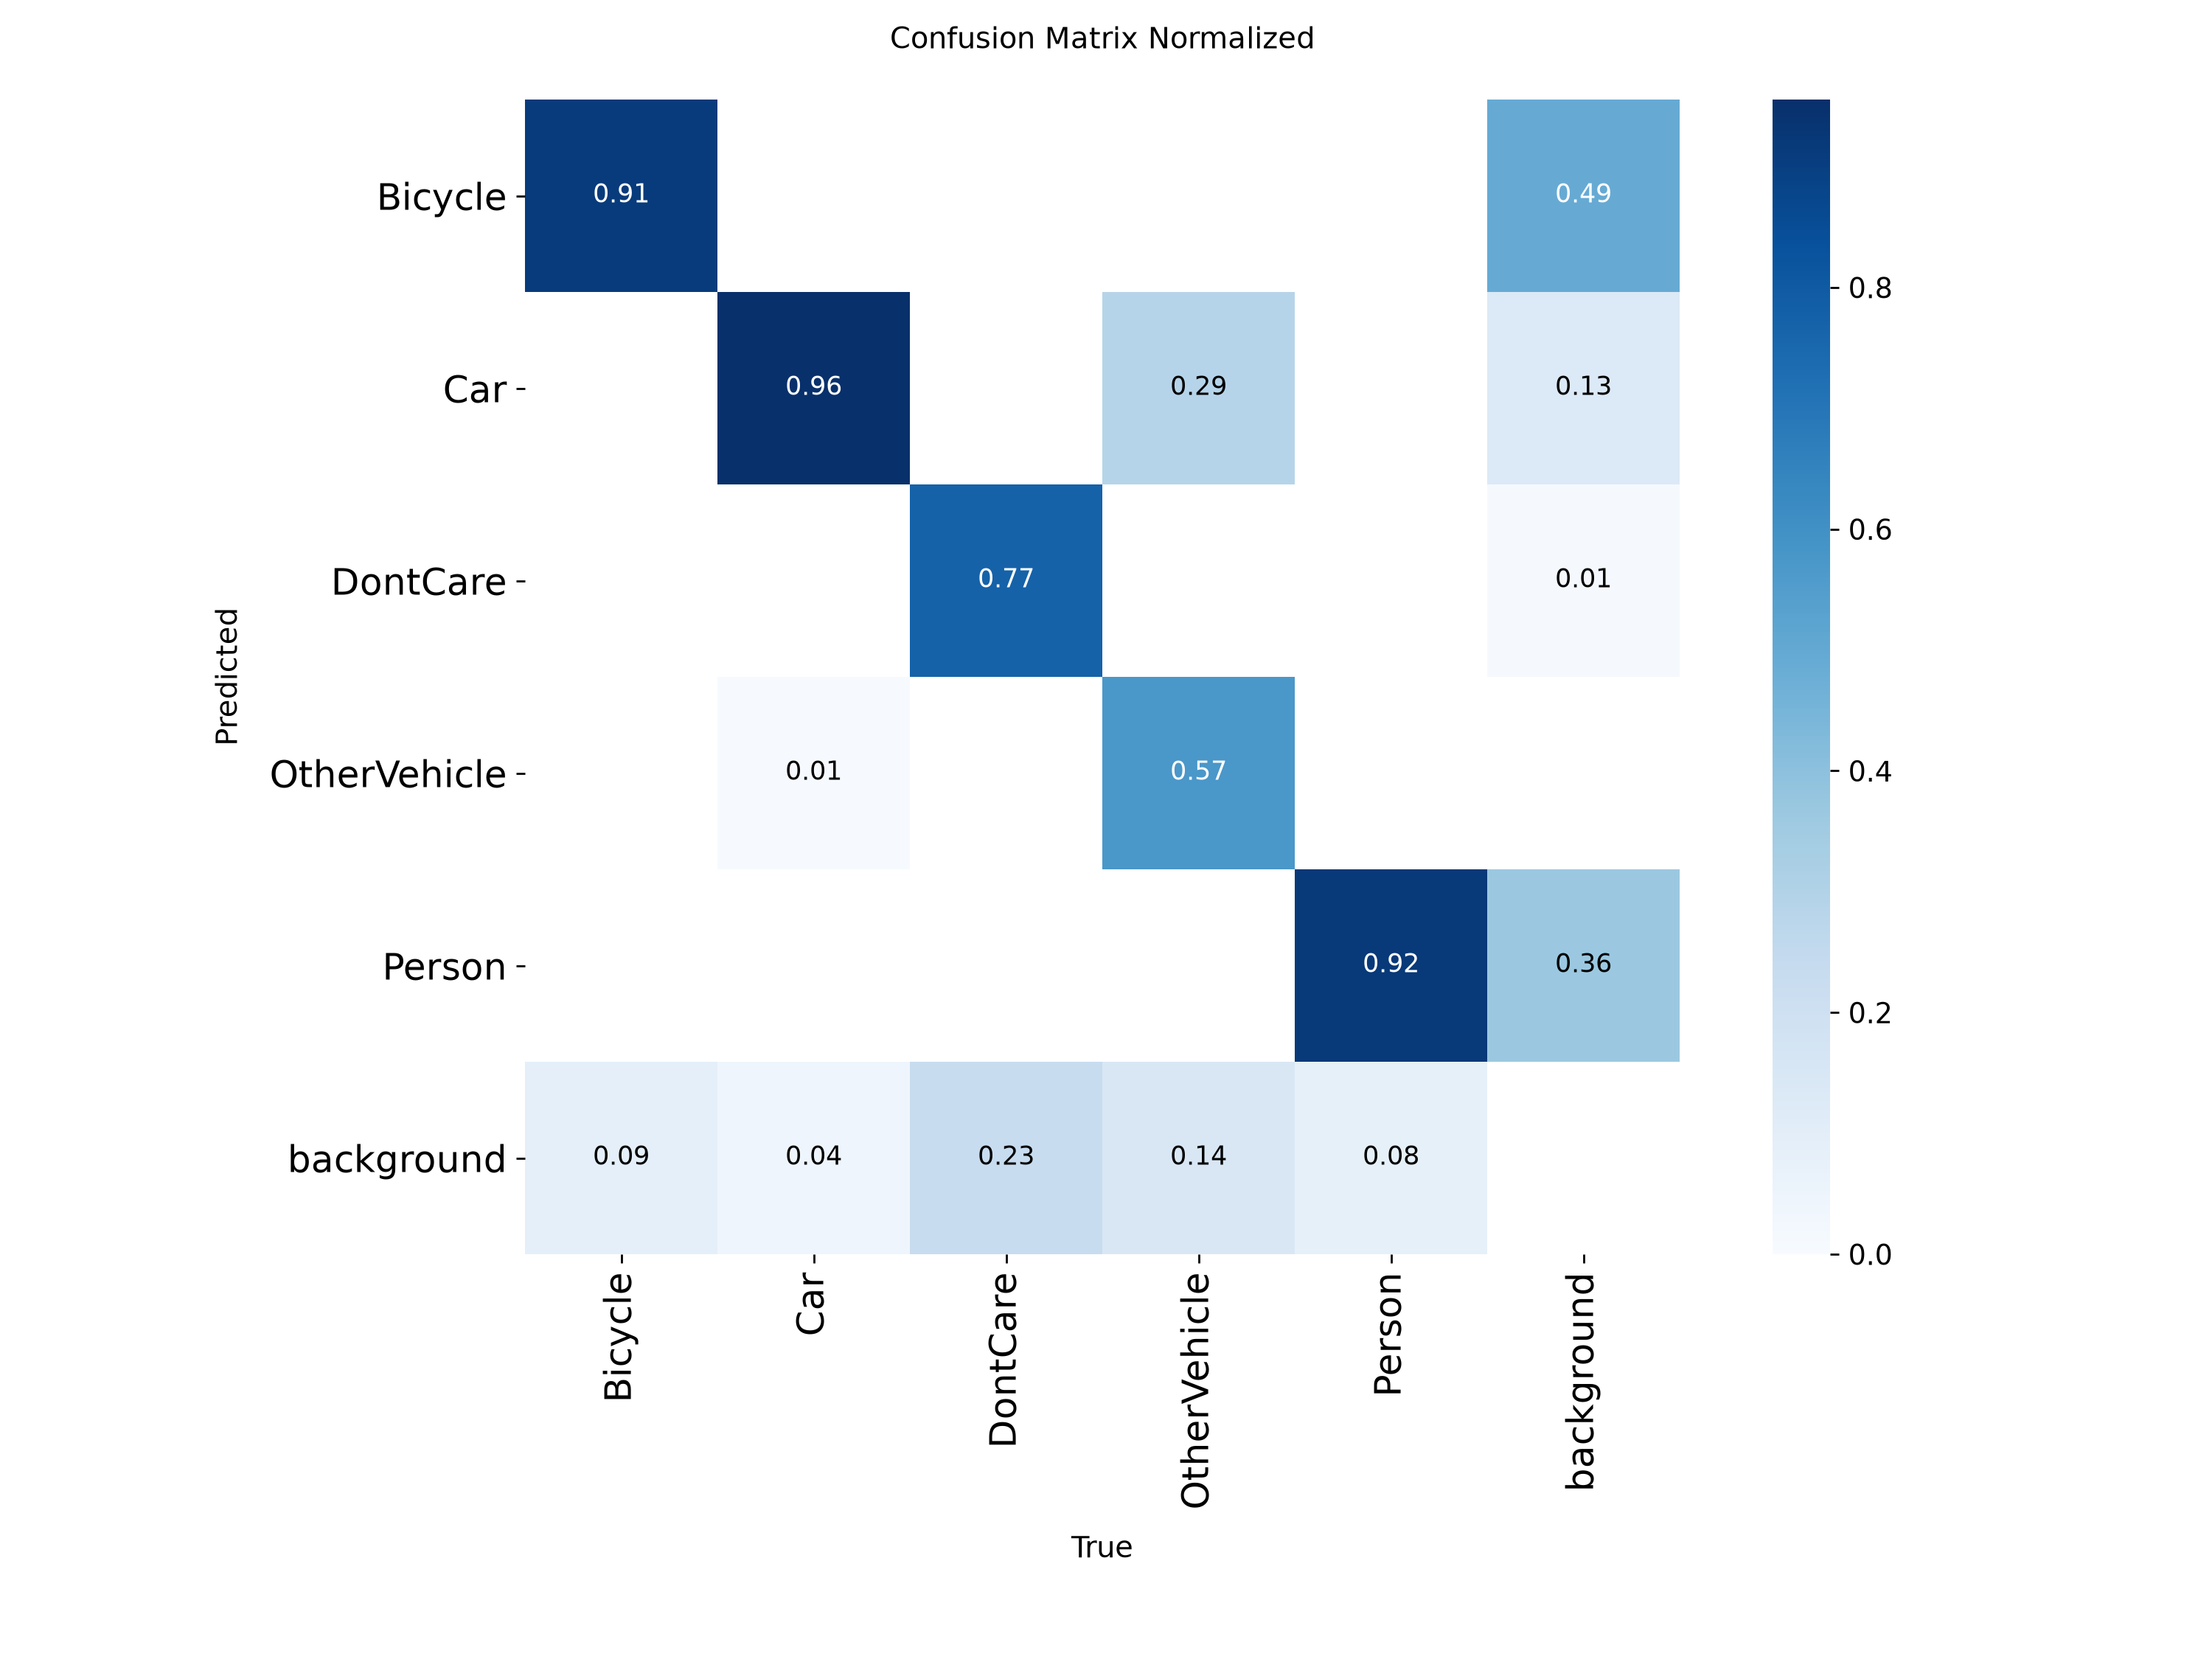 Confusion Matrix Normalized
Bicycle
0.91
0.49
0.8
Car
0.96
0.29
0.13
0.6
DontCare
0.77
0.01
Predicted
OtherVehicle
0.01
0.57
0.4
Person
0.92
0.36
0.2
background
0.09
0.04
0.23
0.14
0.08
0.0
Bicycle
Car
DontCare
OtherVehicle
Person
background
True